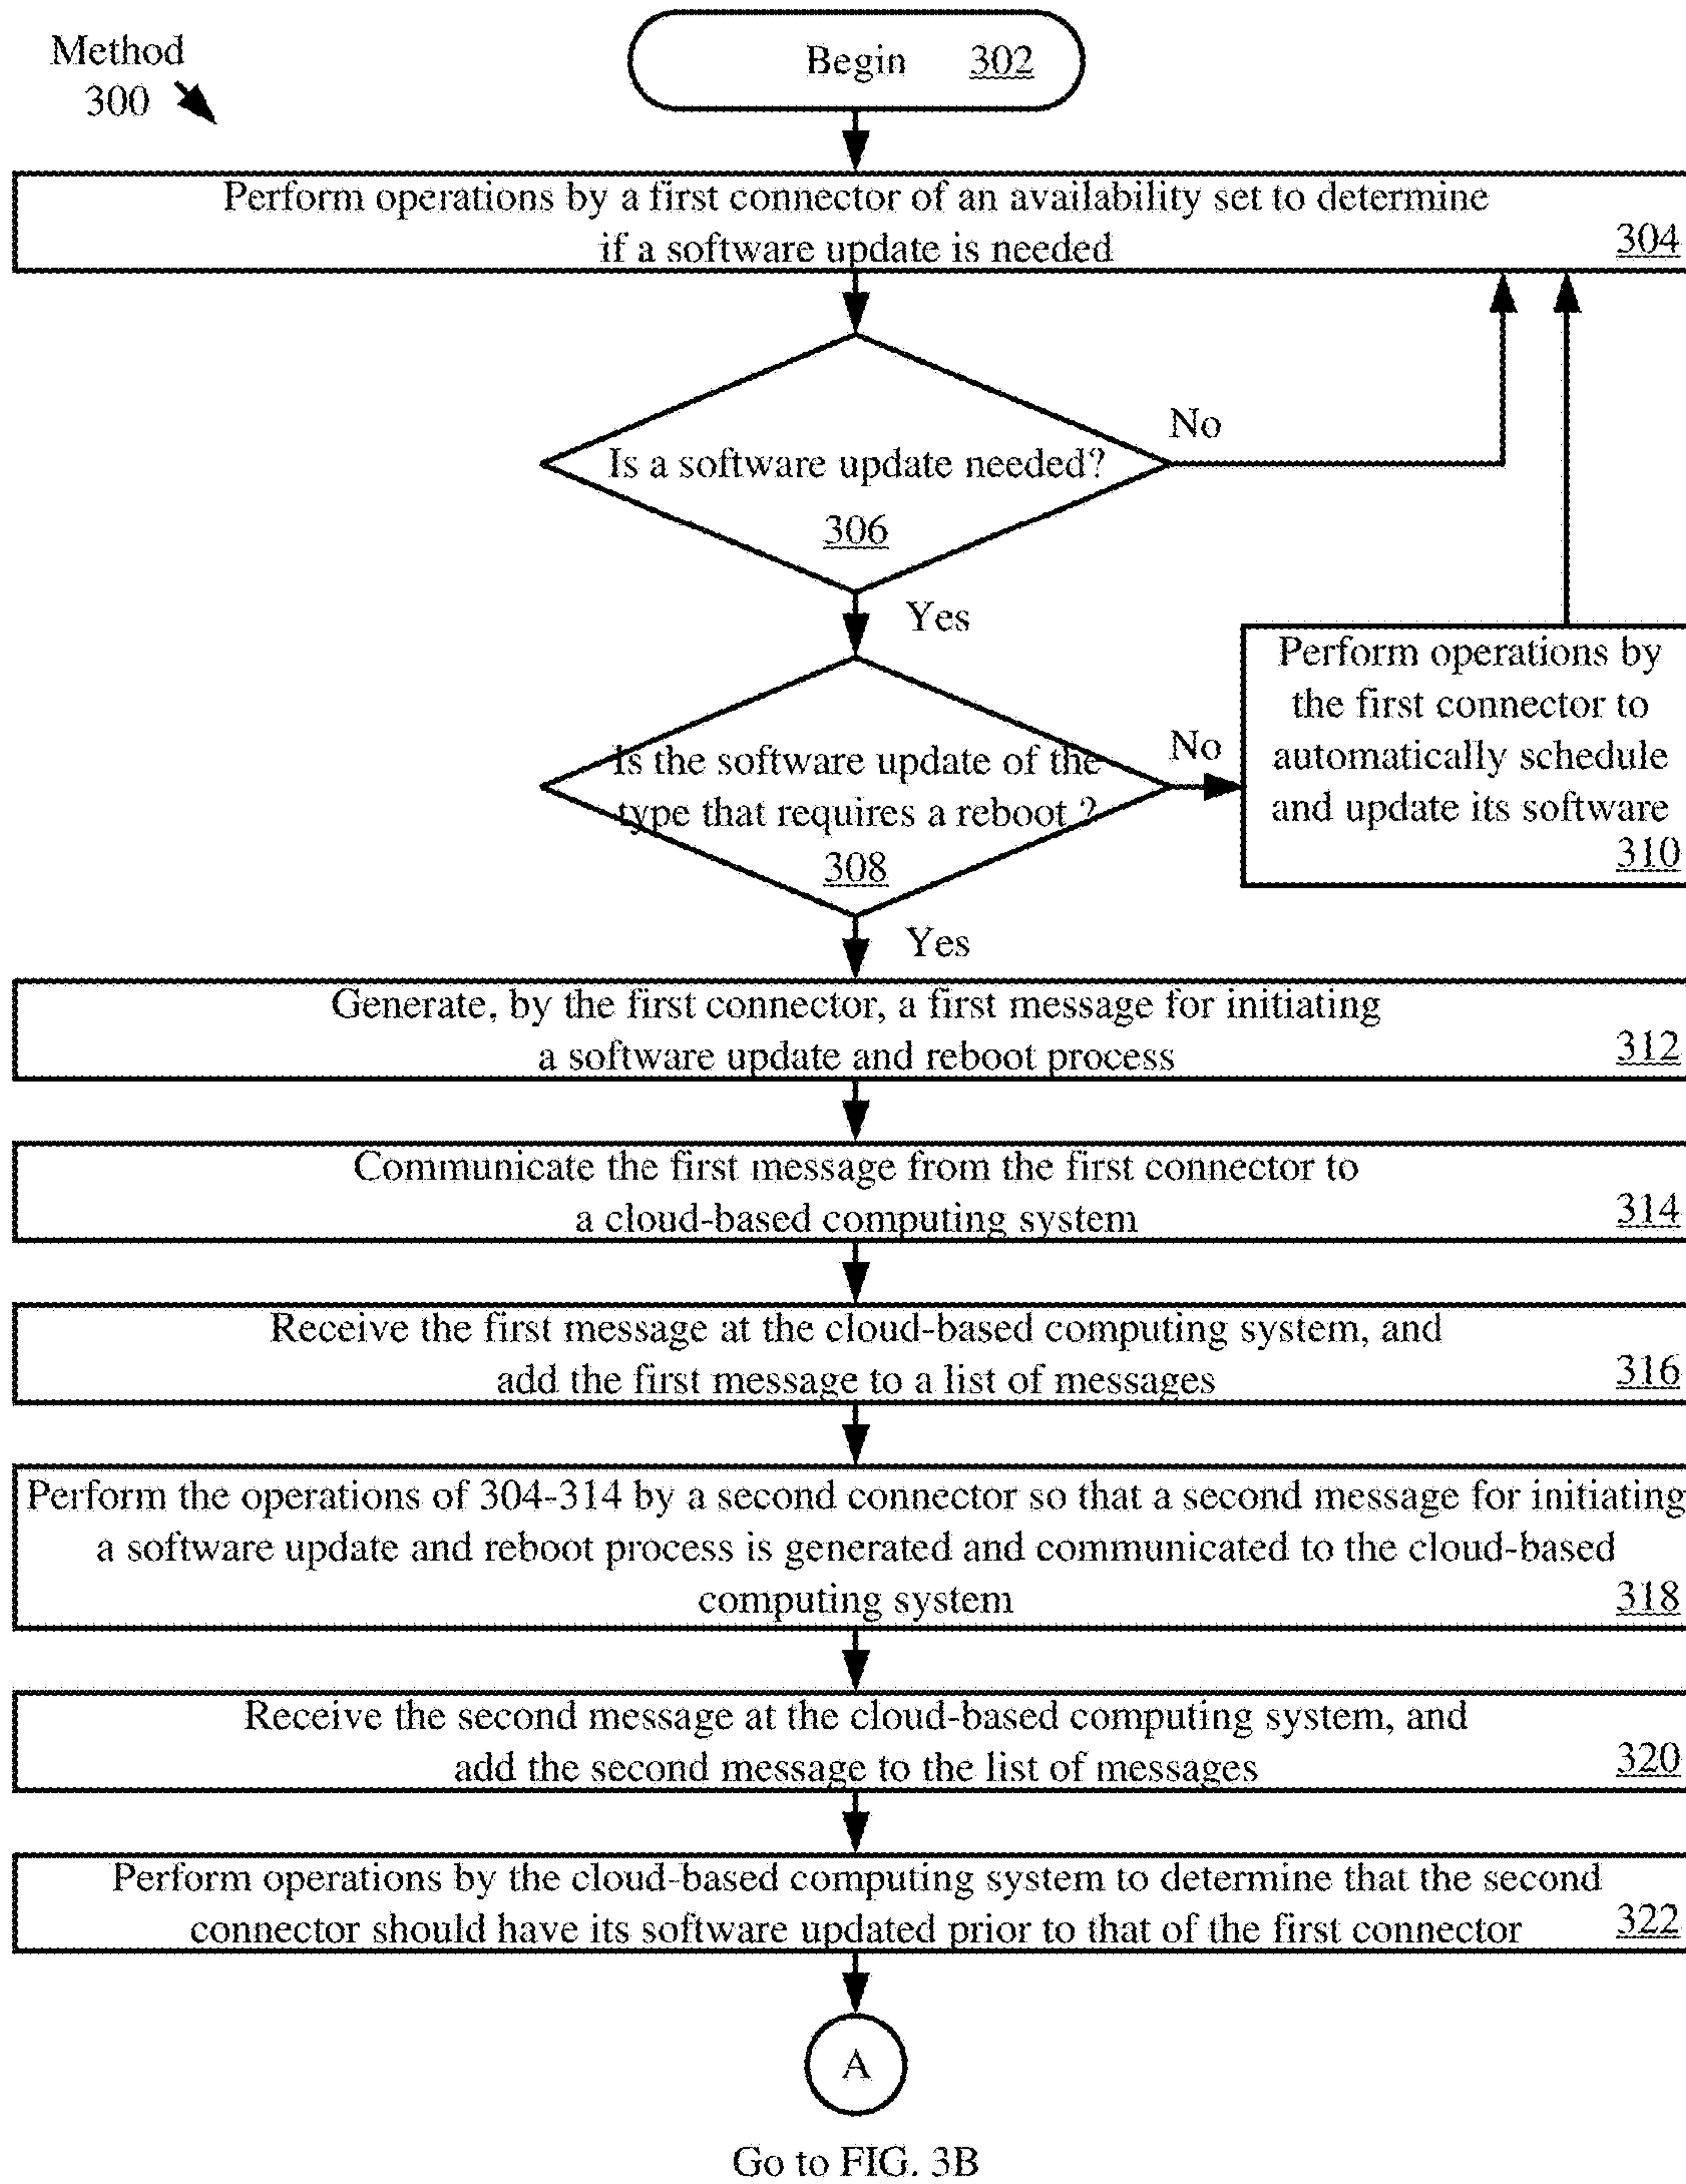 Method
300
Begin 302
Perform operations by a first connector of an availability set to determine
if a software update is needed
304
No
Is a software update needed?
306
Yes
Is the software update of the
type that requires a reboot ?
308
No
Perform operations by
the first connector to
automatically schedule
and update its software
310
Yes
Generate, by the first connector, a first message for initiating
a software update and reboot process
312
Communicate the first message from the first connector to
a cloud-based computing system
314
Receive the first message at the cloud-based computing system, and
add the first message to a list of messages
316
Perform the operations of 304-314 by a second connector so that a second message for initiating
a software update and reboot process is generated and communicated to the cloud-based
computing system
318
Receive the second message at the cloud-based computing system, and
add the second message to the list of messages
320
Perform operations by the cloud-based computing system to determine that the second
connector should have its software updated prior to that of the first connector
322
A
Go to FIG. 3B